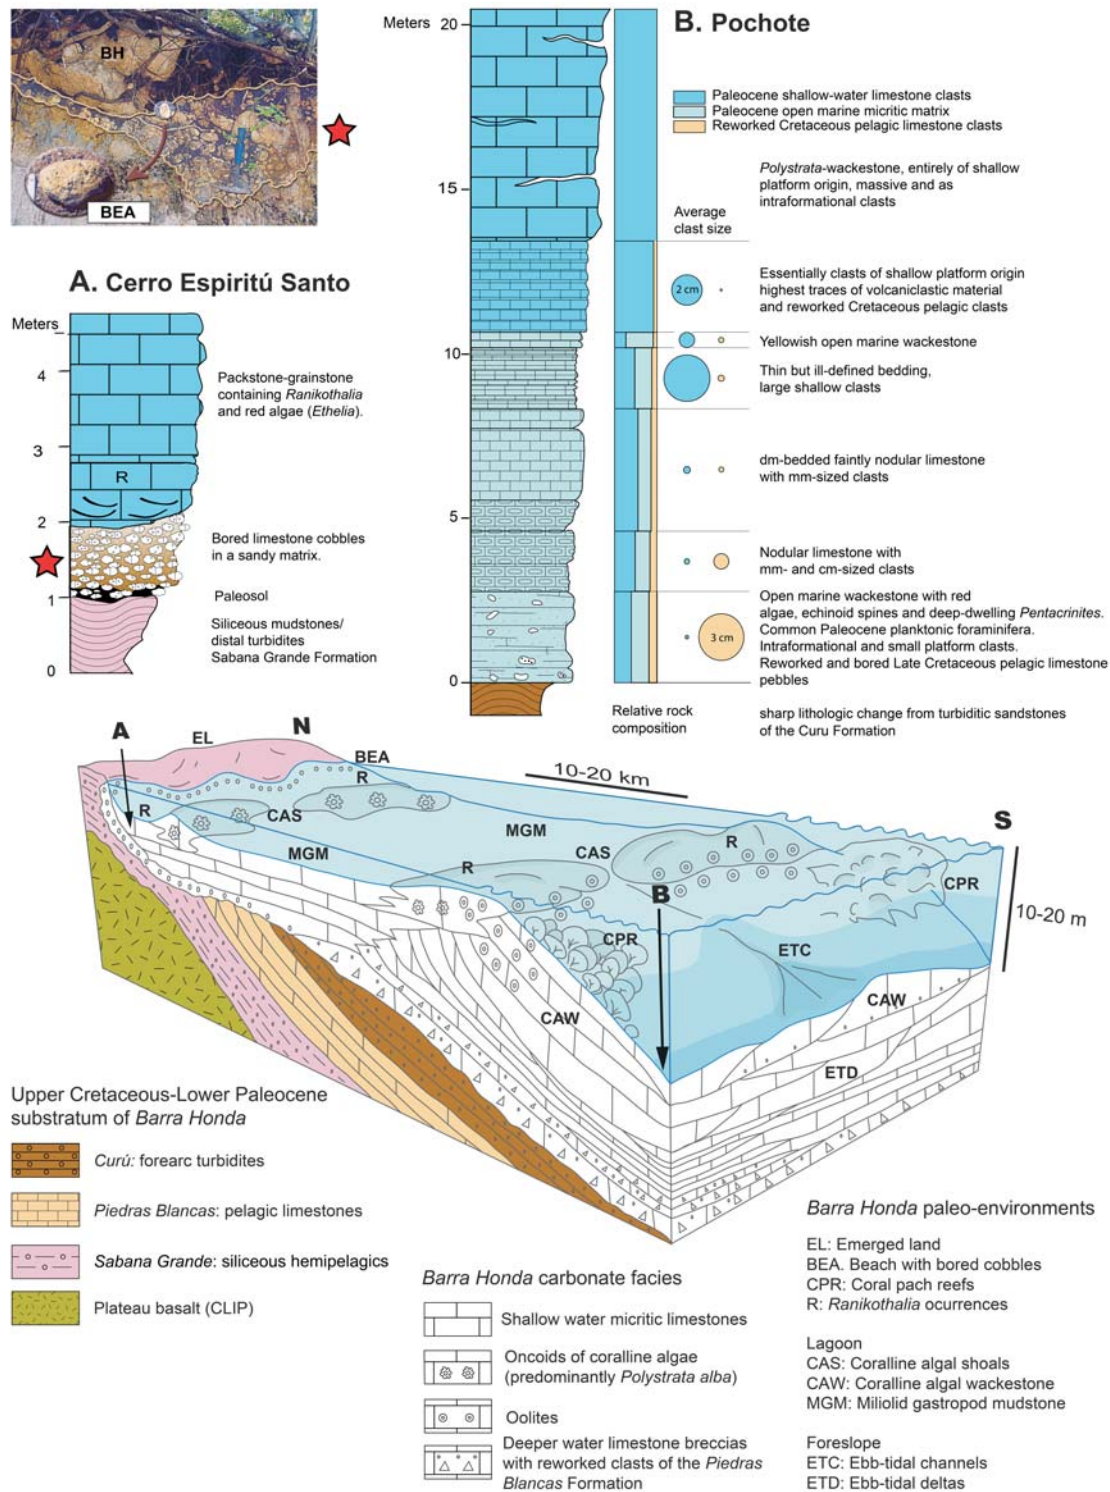 BH
BEA
A. Cerro Espiritú Santo
Meters
4
3
2
1
0
R
Packstone-grainstone
containing Ranikothalia
and red algae (Ethelia).
Bored limestone cobbles
in a sandy matrix.
Paleosol
Siliceous mudstones/
distal turbidites
Sabana Grande Formation
B. Pochote
Meters
20
15
10
5
0
Paleocene shallow-water limestone clasts
Paleocene open marine micritic matrix
Reworked Cretaceous pelagic limestone clasts
Polystrata-wackestone, entirely of shallow
platform origin, massive and as
intraformational clasts
Average
clast size
2 cm
Essentially clasts of shallow platform origin
highest traces of volcaniclastic material
and reworked Cretaceous pelagic clasts
Yellowish open marine wackestone
Thin but ill-defined bedding,
large shallow clasts
dm-bedded faintly nodular limestone
with mm-sized clasts
Nodular limestone with
mm- and cm-sized clasts
3 cm
Open marine wackestone with red
algae, echinoid spines and deep-dwelling Pentacrinites.
Common Paleocene planktonic foraminifera.
Intraformational and small platform clasts.
Reworked and bored Late Cretaceous pelagic limestone
pebbles
Relative rock
composition
sharp lithologic change from turbiditic sandstones
of the Curu Formation
A
EL
N
BEA
R
10-20 km
R
CAS
MGM
MGM
CAS
R
R
S
B
CPR
10-20 m
CPR
ETC
CAW
CAW
ETD
Upper Cretaceous-Lower Paleocene
substratum of Barra Honda
Curú: forearc turbidites
Piedras Blancas: pelagic limestones
Sabana Grande: siliceous hemipelagics
Plateau basalt (CLIP)
Barra Honda carbonate facies
Shallow water micritic limestones
Oncoids of coralline algae
(predominantly Polystrata alba)
Oolites
Deeper water limestone breccias
with reworked clasts of the Piedras
Blancas Formation
Barra Honda paleo-environments
EL: Emerged land
BEA. Beach with bored cobbles
CPR: Coral pach reefs
R: Ranikothalia ocurrences
Lagoon
CAS: Coralline algal shoals
CAW: Coralline algal wackestone
MGM: Miliolid gastropod mudstone
Foreslope
ETC: Ebb-tidal channels
ETD: Ebb-tidal deltas